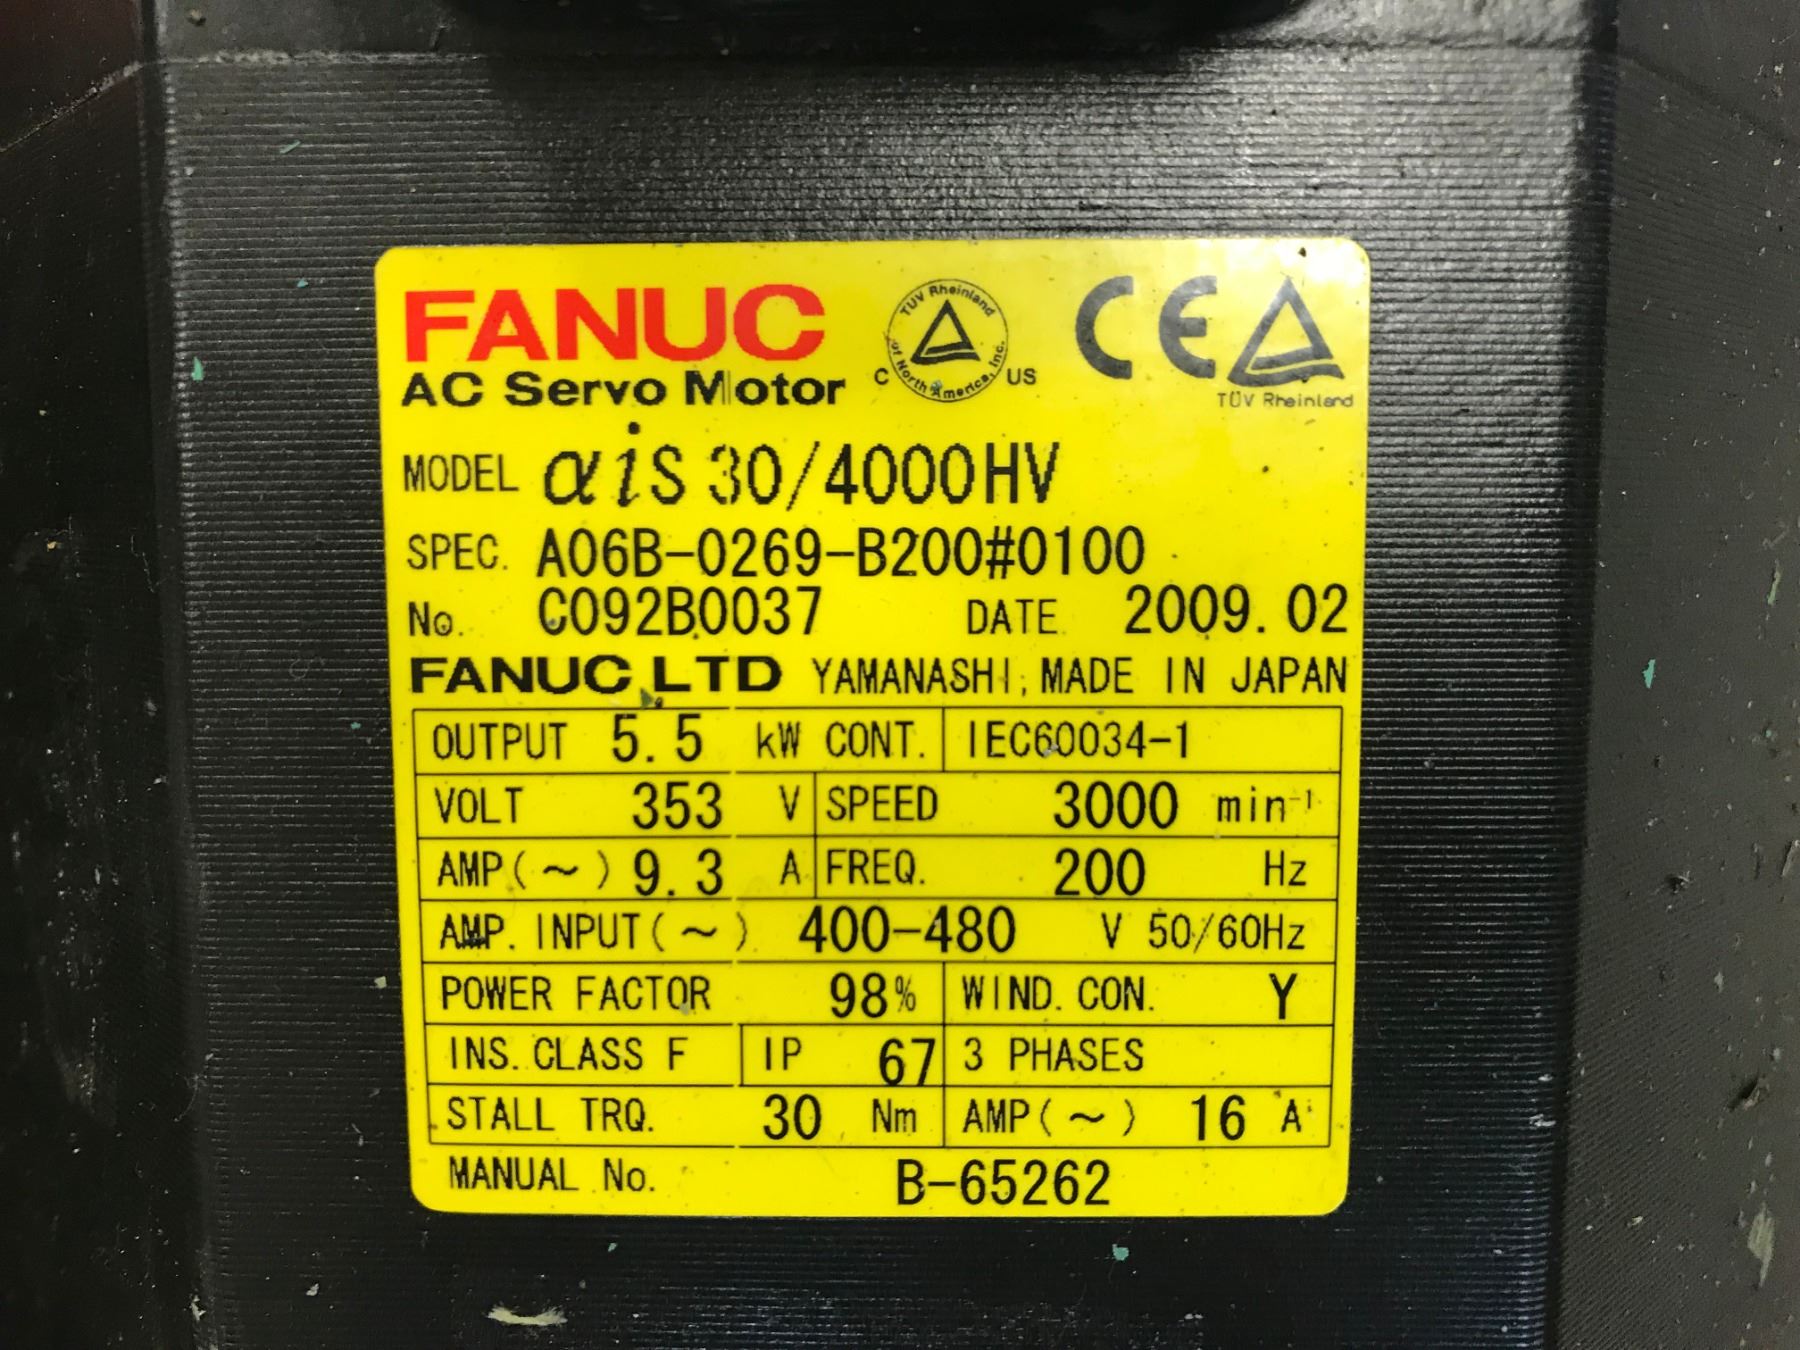 FANUC
AC Servo Motor
TÜV Rheinland
of North America, Inc.
C US
CE
TÜV Rheinland
MODEL αiS 30/4000HV
SPEC. A06B-0269-B200#0100
No. C092B0037 DATE 2009.02
FANUC LTD YAMANASHI, MADE IN JAPAN
OUTPUT 5.5 kW CONT. IEC60034-1
VOLT 353 V SPEED 3000 min⁻¹
AMP(~) 9.3 A FREQ. 200 Hz
AMP. INPUT(~) 400-480 V 50/60Hz
POWER FACTOR 98% WIND. CON. Y
INS. CLASS F IP 67 3 PHASES
STALL TRQ. 30 Nm AMP(~) 16 A
MANUAL No. B-65262